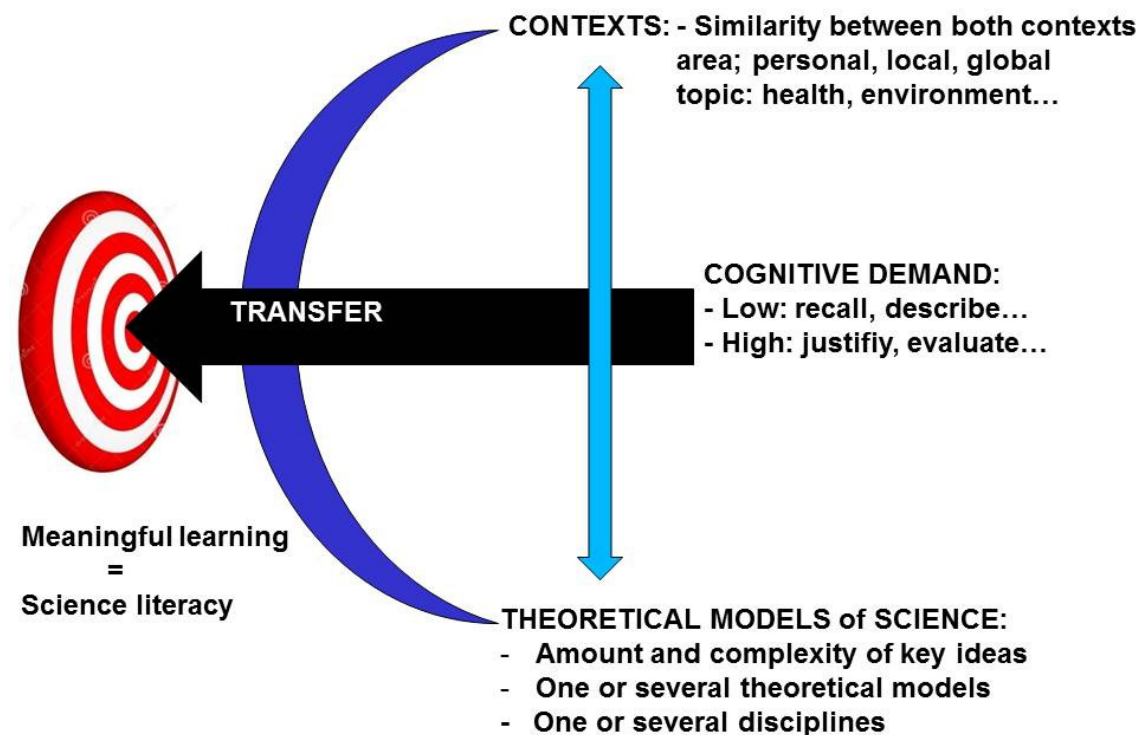 CONTEXTS: - Similarity between both contexts
area; personal, local, global
topic: health, environment…
COGNITIVE DEMAND:
- Low: recall, describe…
- High: justifiy, evaluate…
TRANSFER
Meaningful learning
=
Science literacy
THEORETICAL MODELS of SCIENCE:
- Amount and complexity of key ideas
- One or several theoretical models
- One or several disciplines